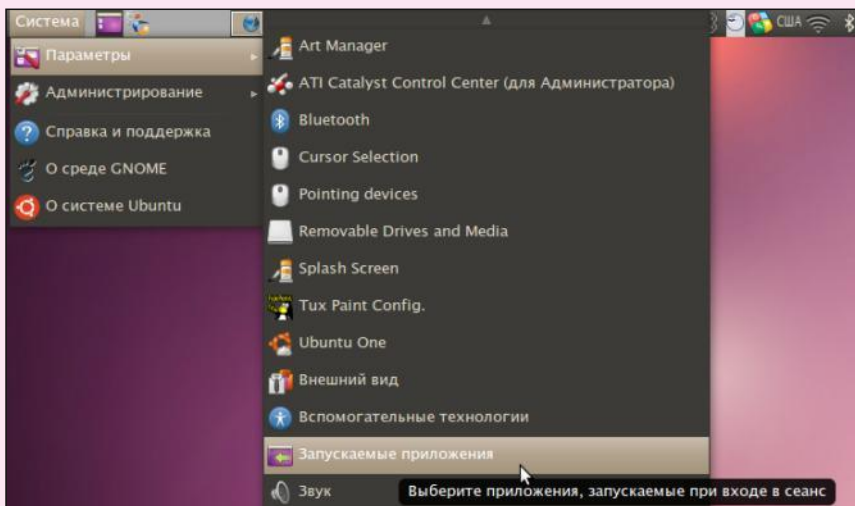 Система
США
Параметры
Администрирование
Справка и поддержка
О среде GNOME
О системе Ubuntu
Art Manager
ATI Catalyst Control Center (для Администратора)
Bluetooth
Cursor Selection
Pointing devices
Removable Drives and Media
Splash Screen
Tux Paint Config.
Ubuntu One
Внешний вид
Вспомогательные технологии
Запускаемые приложения
Звук
Выберите приложения, запускаемые при входе в сеанс